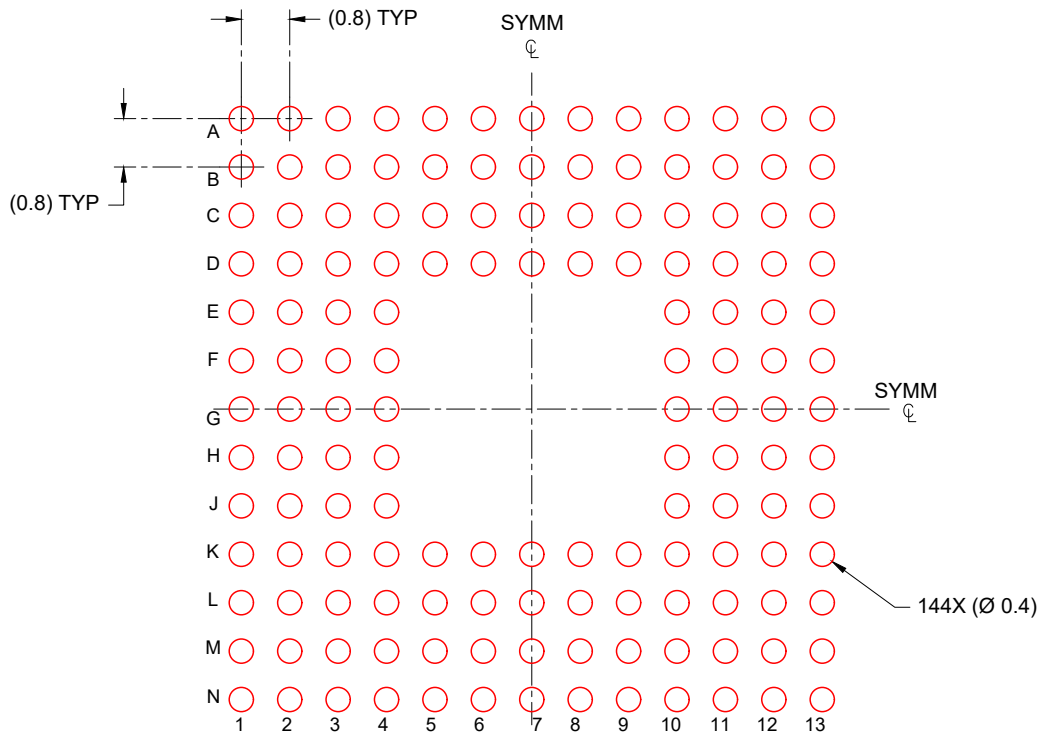 (0.8) TYP
SYMM
℄
A
B
(0.8) TYP
C
D
E
F
SYMM
℄
G
H
J
K
L
144X (Ø 0.4)
M
N
1 2 3 4 5 6 7 8 9 10 11 12 13